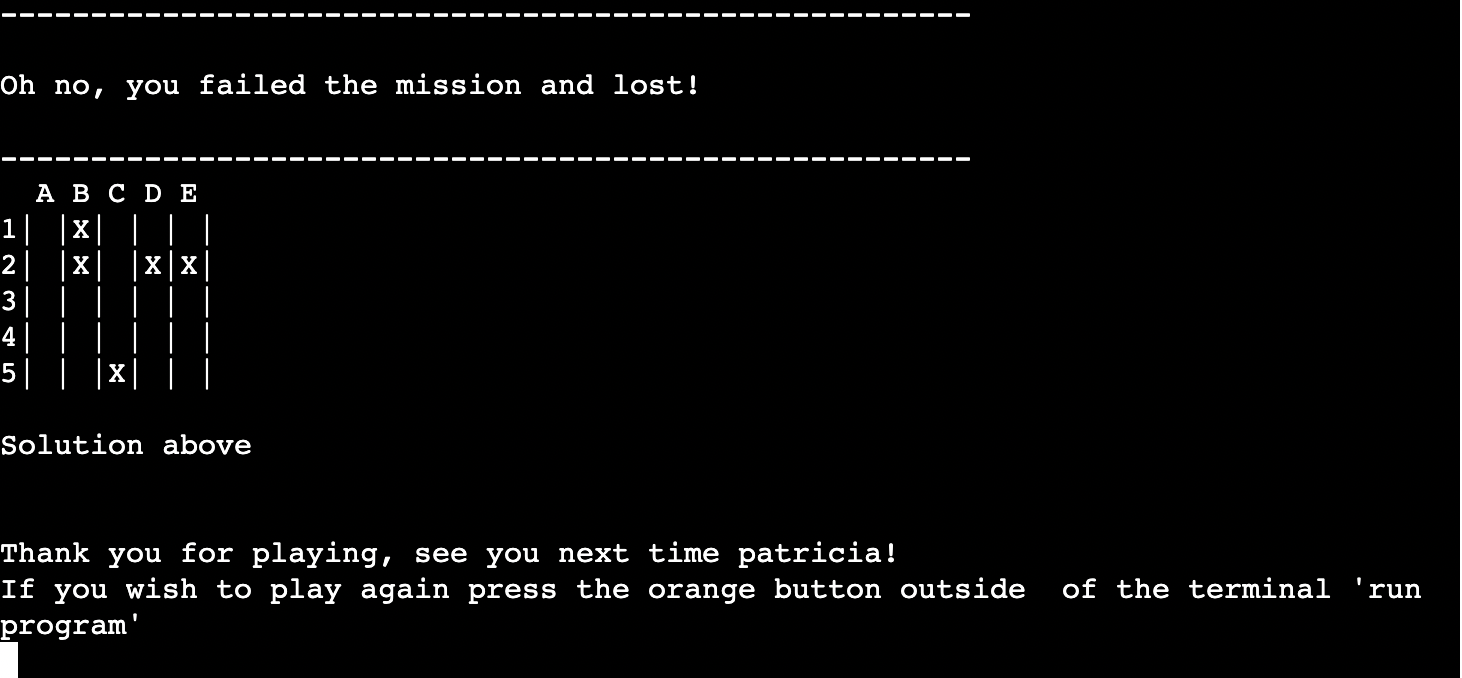 ------------------------------------------------------
Oh no, you failed the mission and lost!
------------------------------------------------------
  A B C D E
1| |X| | | |
2| |X| |X|X|
3| | | | | |
4| | | | | |
5| | |X| | |
Solution above
Thank you for playing, see you next time patricia!
If you wish to play again press the orange button outside  of the terminal 'run
program'